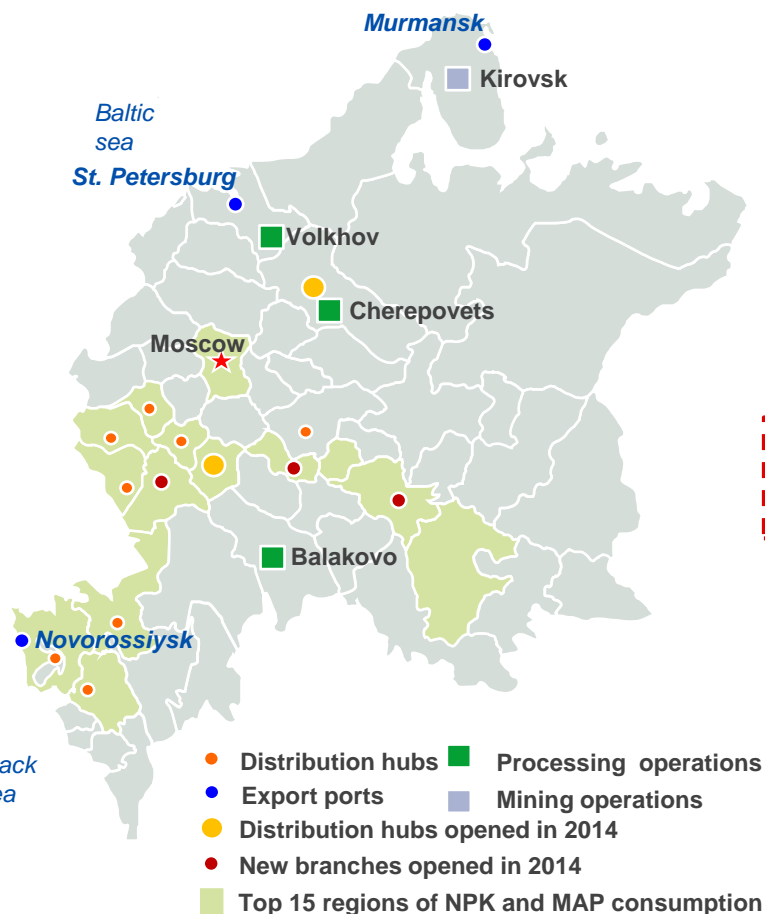 Murmansk
Kirovsk
Baltic
sea
St. Petersburg
Volkhov
Cherepovets
Moscow
Balakovo
Novorossiysk
Distribution hubs
Processing operations
Export ports
Mining operations
Distribution hubs opened in 2014
New branches opened in 2014
Top 15 regions of NPK and MAP consumption